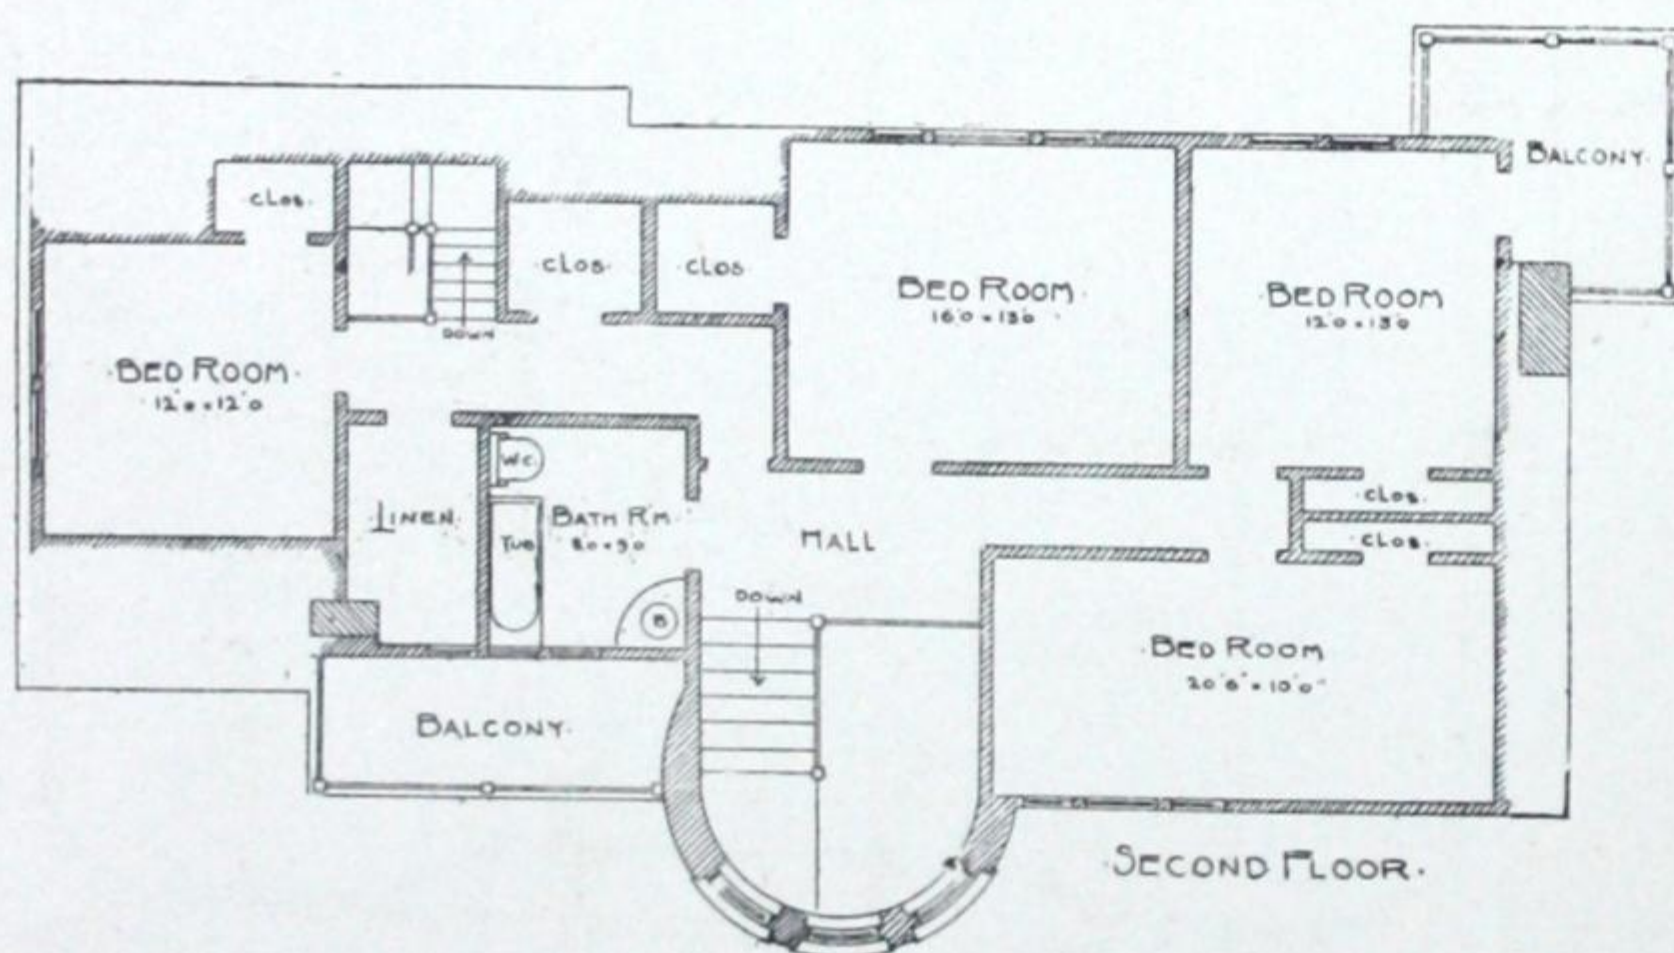 BALCONY.
CLOS.
CLOS.
CLOS
DOWN
BED ROOM.
16'0 × 13'0
BED ROOM
12'0 × 13'0
BED ROOM.
12'0 × 12'0
W.C.
LINEN.
TUB
BATH R'M.
8'0 × 9'0
HALL
CLOS.
CLOS.
DOWN
B
BED ROOM
20'6" × 10'0"
BALCONY.
SECOND FLOOR.